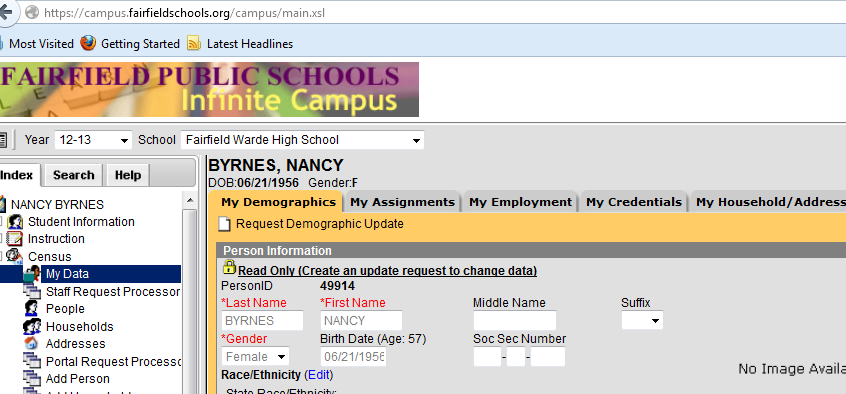 https://campus.fairfieldschools.org/campus/main.xsl
Most Visited Getting Started Latest Headlines
FAIRFIELD PUBLIC SCHOOLS
Infinite Campus
Year 12-13 School Fairfield Warde High School
Index Search Help
BYRNES, NANCY
DOB:06/21/1956 Gender:F
My Demographics My Assignments My Employment My Credentials My Household/Address
Request Demographic Update
NANCY BYRNES
Student Information
Instruction
Census
My Data
Staff Request Processor
People
Households
Addresses
Portal Request Processo
Add Person
Person Information
Read Only (Create an update request to change data)
PersonID 49914
*Last Name *First Name Middle Name Suffix
BYRNES NANCY
*Gender Birth Date (Age: 57) Soc Sec Number
Female 06/21/1956 - -
Race/Ethnicity (Edit)
State Race/Ethnicity:
No Image Availa